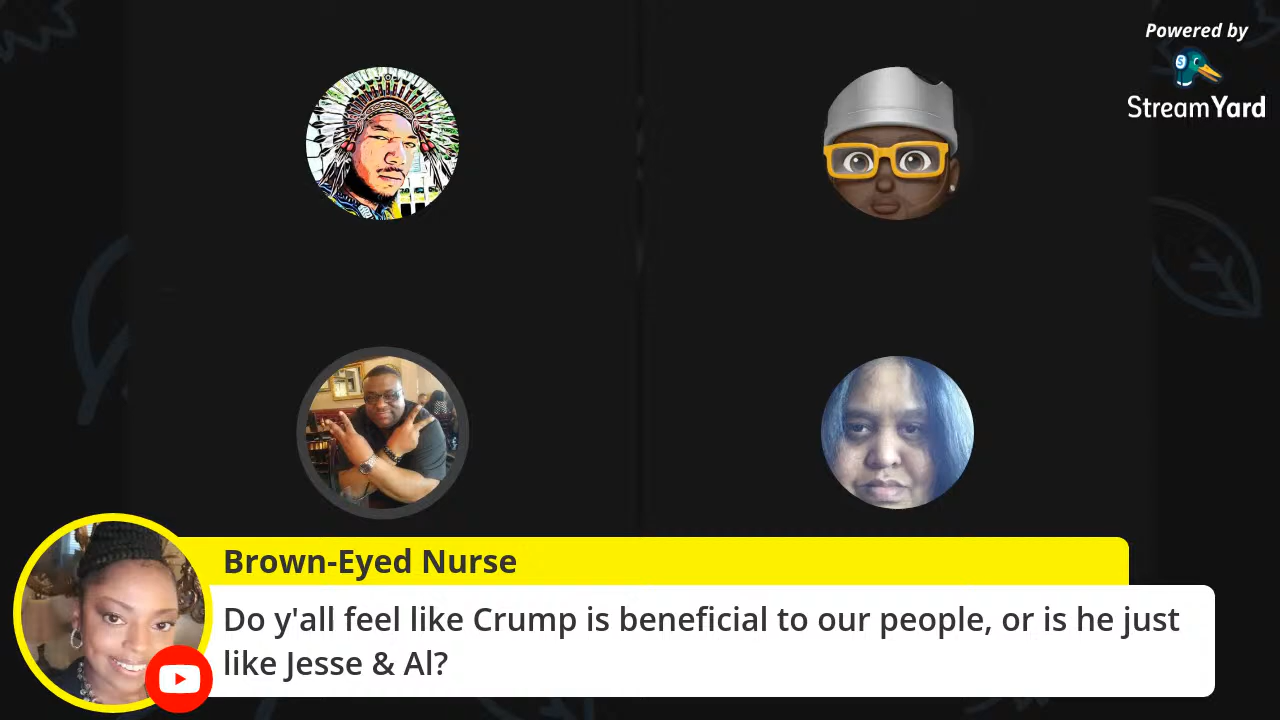 Powered by
StreamYard
Brown-Eyed Nurse
Do y'all feel like Crump is beneficial to our people, or is he just
like Jesse & Al?